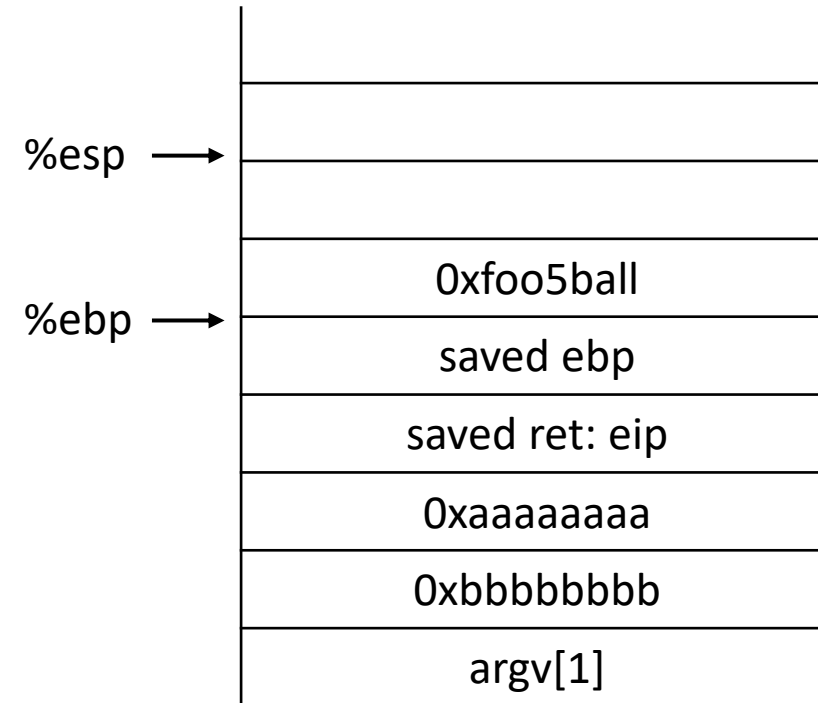 %esp
0xfoo5ball
%ebp
saved ebp
saved ret: eip
0xaaaaaaaa
0xbbbbbbbb
argv[1]